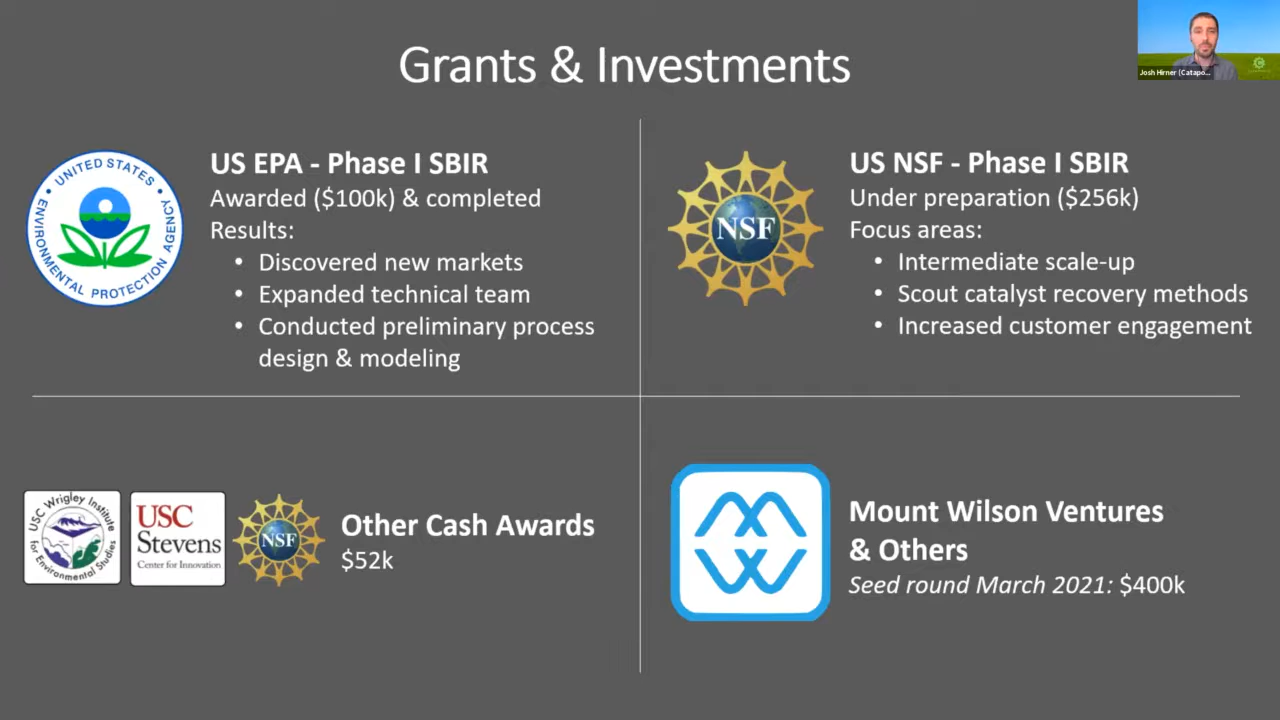 Grants & Investments
Josh Hirner (Catapo...
UNITED STATES
ENVIRONMENTAL PROTECTION AGENCY
US EPA - Phase I SBIR
Awarded ($100k) & completed
Results:
• Discovered new markets
• Expanded technical team
• Conducted preliminary process
design & modeling
NSF
US NSF - Phase I SBIR
Under preparation ($256k)
Focus areas:
• Intermediate scale-up
• Scout catalyst recovery methods
• Increased customer engagement
USC Wrigley Institute
for Environmental Studies
USC
Stevens
Center for Innovation
NSF
Other Cash Awards
$52k
Mount Wilson Ventures
& Others
Seed round March 2021: $400k